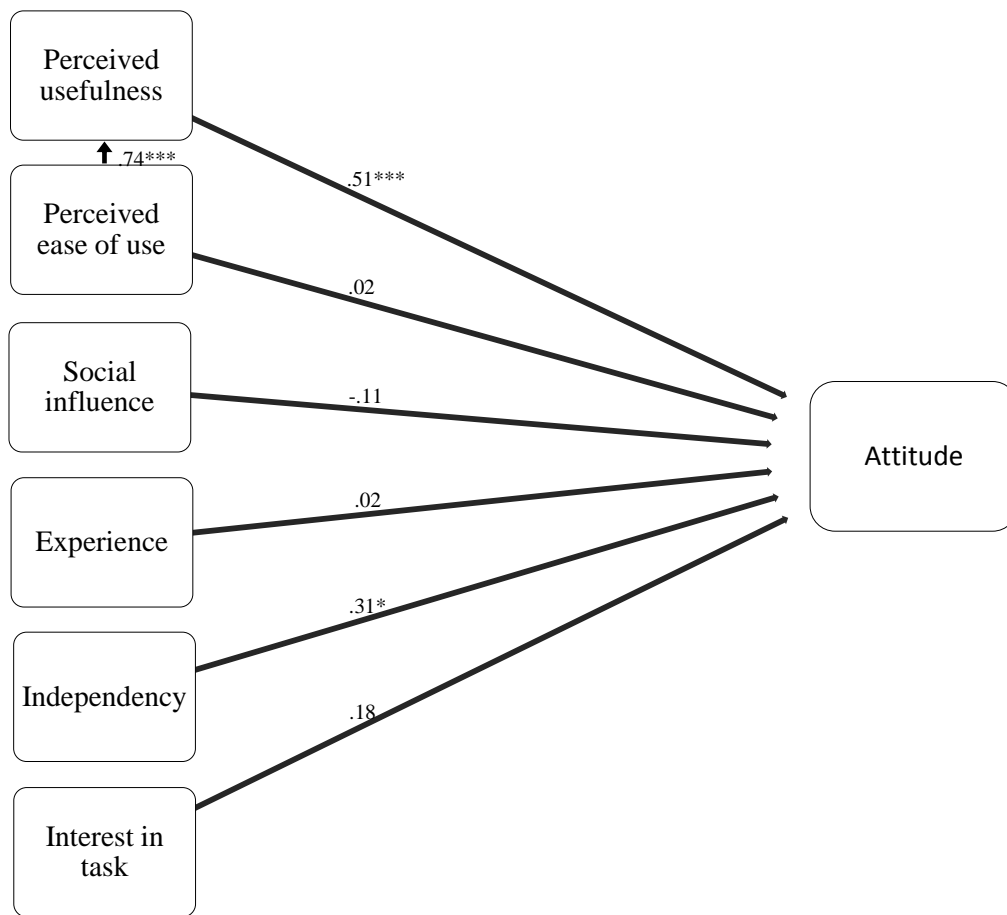 Perceived
usefulness
.74***
.51***
Perceived
ease of use
.02
Social
influence
-.11
Attitude
Experience
.02
Independency
.31*
.18
Interest in
task